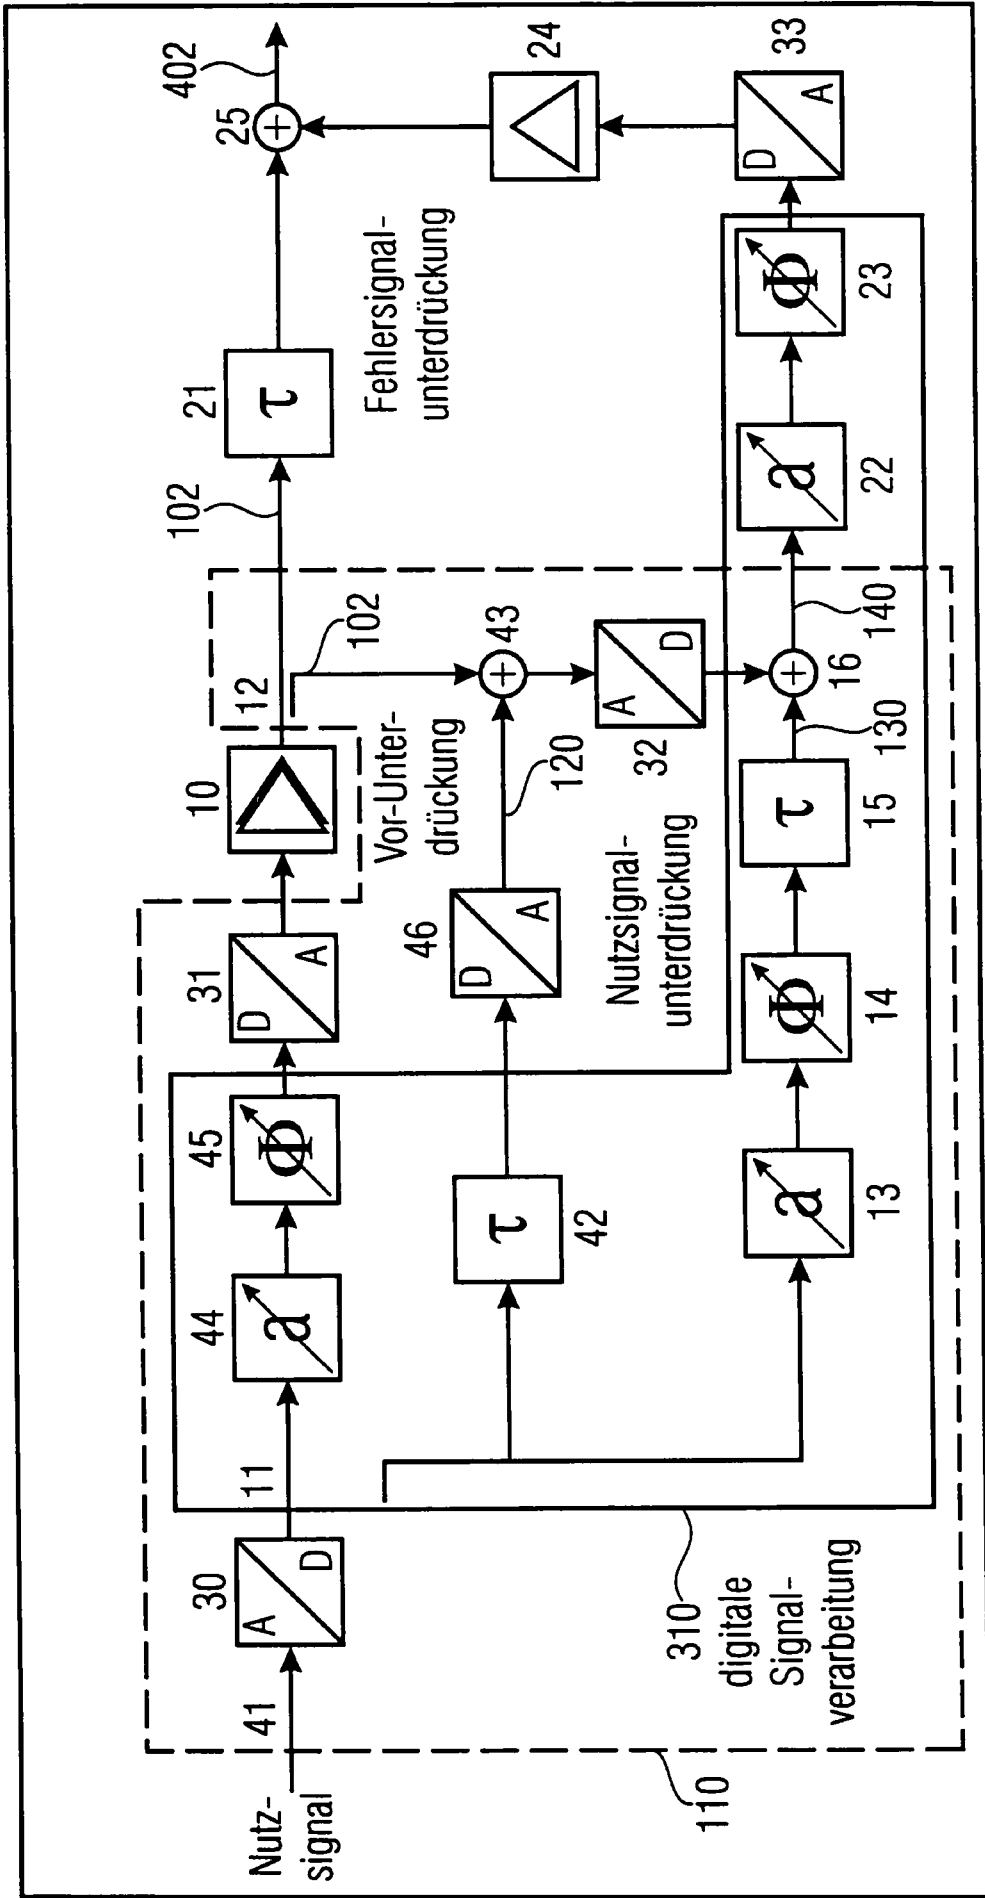 Nutz-
signal
41
A
D
30
11
a
44
Φ
45
D
A
31
10
12
102
τ
21
25
402
Vor-Unter-
drückung
102
Fehlersignal-
unterdrückung
24
τ
42
D
A
46
120
43
Nutzsignal-
unterdrückung
A
D
32
D
A
33
a
13
Φ
14
τ
15
130
16
140
a
22
Φ
23
310
digitale
Signal-
verarbeitung
110